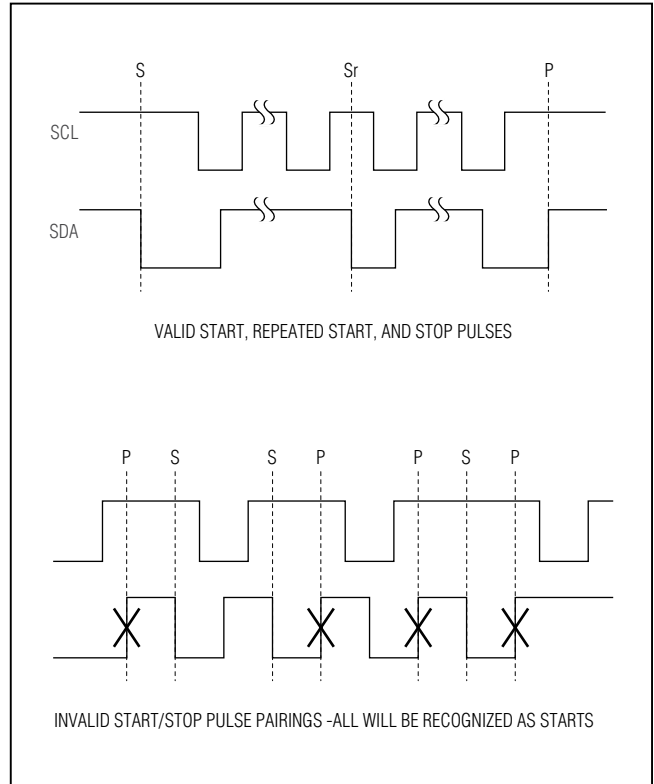 S Sr P
SCL
SDA
VALID START, REPEATED START, AND STOP PULSES
P S S P P S P
INVALID START/STOP PULSE PAIRINGS -ALL WILL BE RECOGNIZED AS STARTS